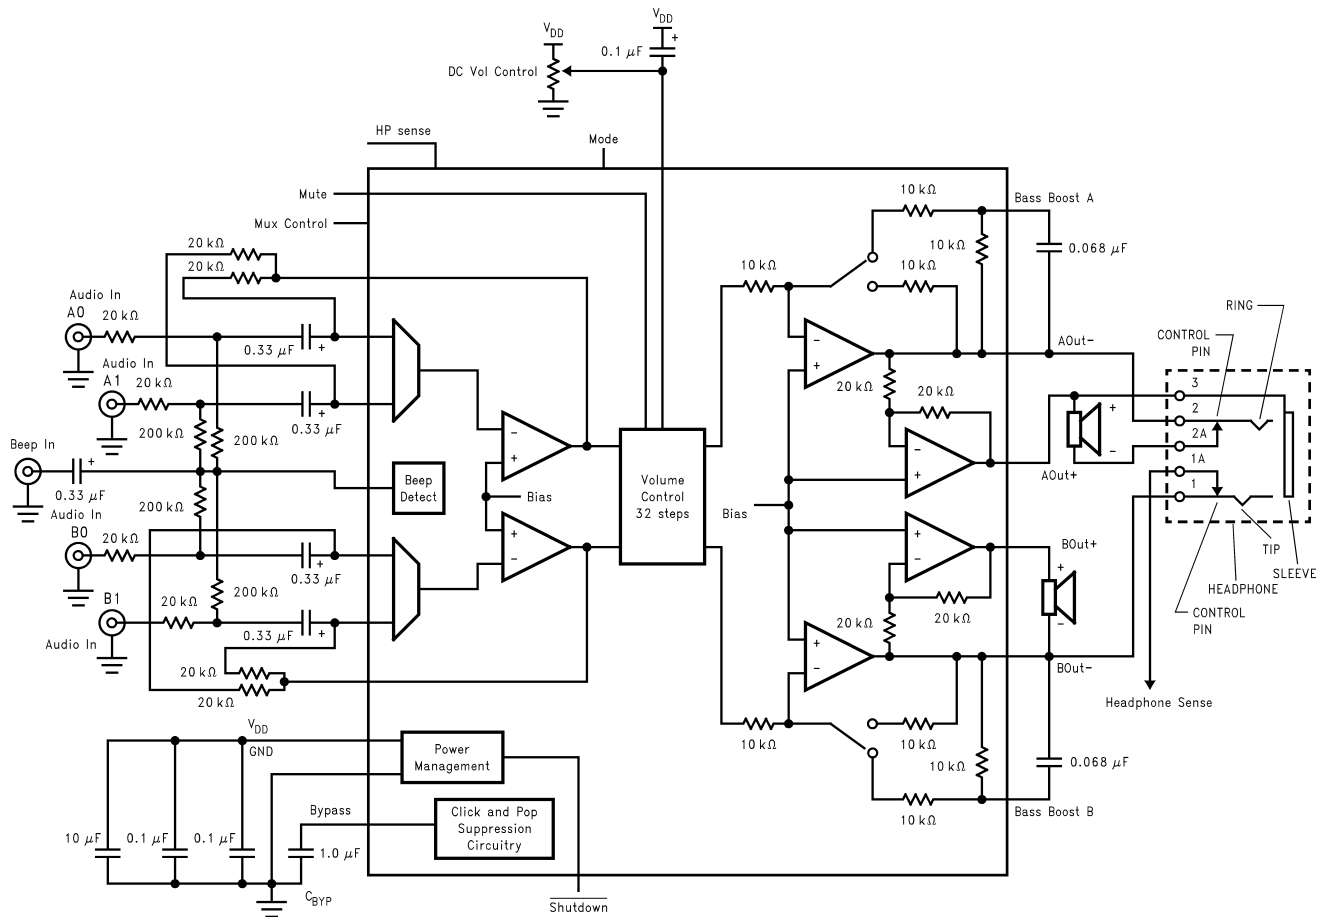 V_DD
V_DD
0.1 μF
+
DC Vol Control
HP sense
Mode
Mute
Mux Control
10 kΩ
Bass Boost A
20 kΩ
20 kΩ
10 kΩ
0.068 μF
10 kΩ
10 kΩ
Audio In
A0
20 kΩ
RING
0.33 μF
+
CONTROL
PIN
AOut-
Audio In
A1
20 kΩ
−
+
20 kΩ
20 kΩ
3
2
2A
1A
1
+
−
0.33 μF
+
200 kΩ
200 kΩ
Beep In
+
0.33 μF
−
+
−
+
AOut+
Beep
Detect
Bias
Volume
Control
32 steps
Bias
200 kΩ
Audio In
B0
20 kΩ
+
−
+
−
BOut+
TIP
SLEEVE
HEADPHONE
CONTROL
PIN
0.33 μF
+
+
−
B1
20 kΩ
200 kΩ
20 kΩ
20 kΩ
0.33 μF
+
Audio In
+
−
BOut-
20 kΩ
20 kΩ
Headphone Sense
V_DD
GND
Power
Management
10 kΩ
10 kΩ
10 kΩ
0.068 μF
Bypass
Click and Pop
Suppression
Circuitry
10 kΩ
Bass Boost B
10 μF
0.1 μF
0.1 μF
1.0 μF
C_BYP
Shutdown